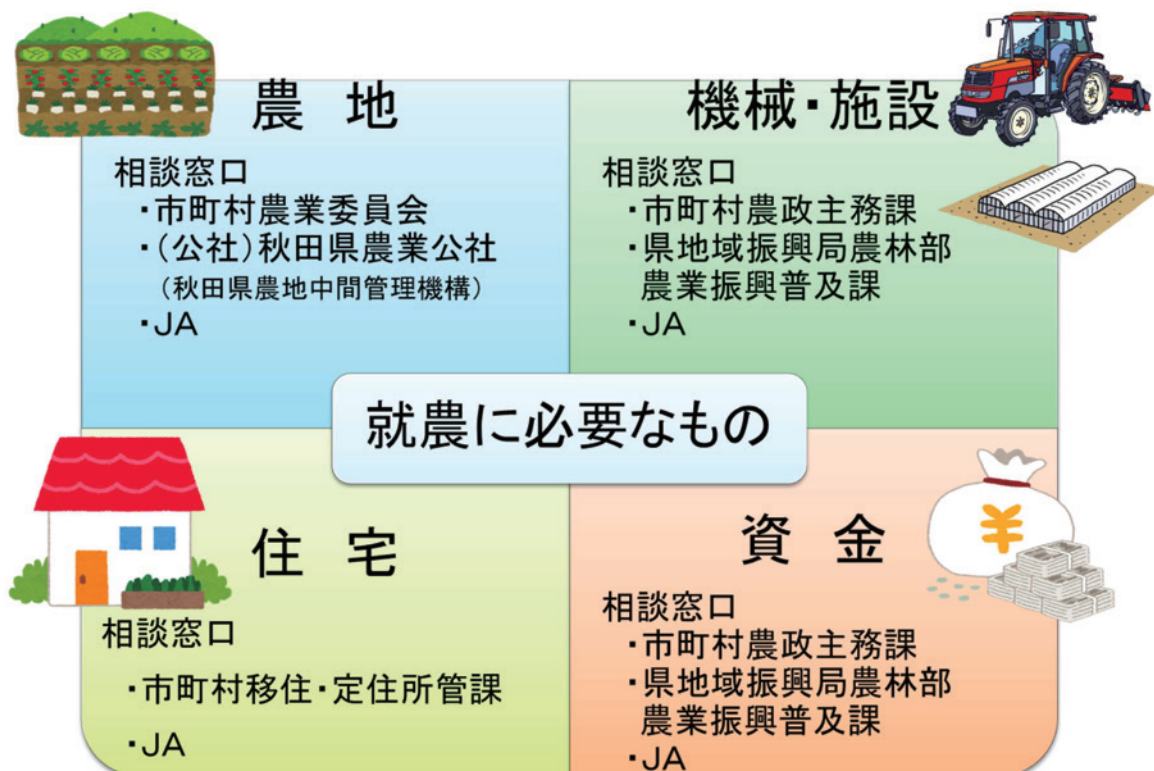 農 地
相談窓口
・市町村農業委員会
・(公社)秋田県農業公社
(秋田県農地中間管理機構)
・JA
機械・施設
相談窓口
・市町村農政主務課
・県地域振興局農林部
農業振興普及課
・JA
就農に必要なもの
住 宅
相談窓口
・市町村移住・定住所管課
・JA
資 金
相談窓口
・市町村農政主務課
・県地域振興局農林部
農業振興普及課
・JA
¥